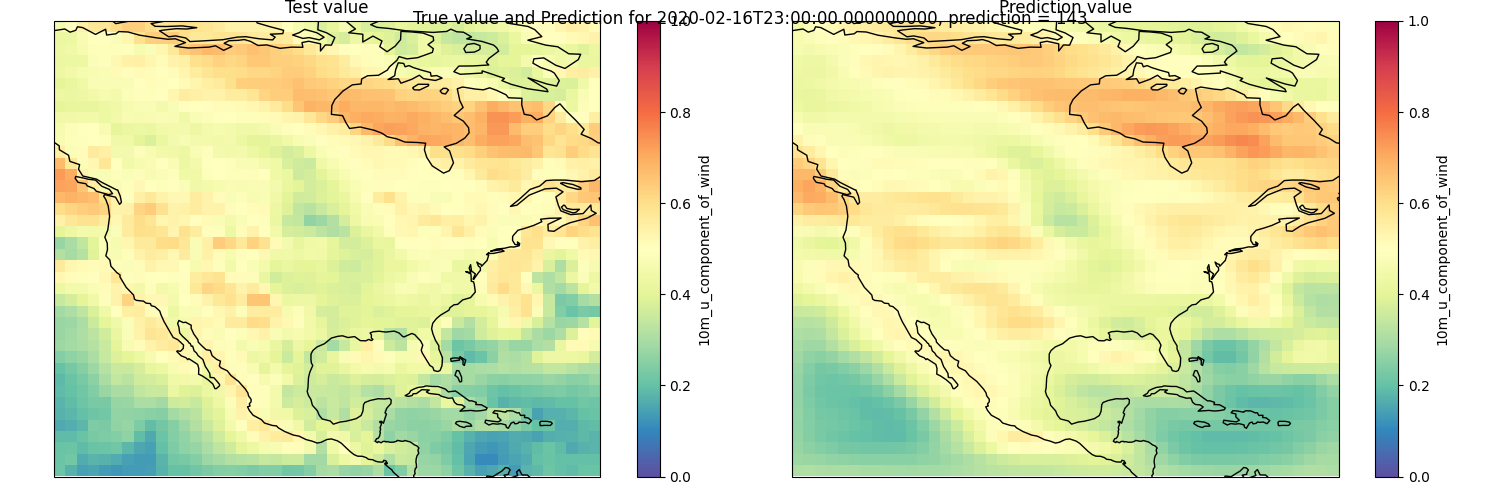 Test value
Prediction value
True value and Prediction for 2020-02-16T23:00:00.000000000, prediction = 143
1.0
0.8
0.6
0.4
0.2
0.0
10m_u_component_of_wind
1.0
0.8
0.6
0.4
0.2
0.0
10m_u_component_of_wind